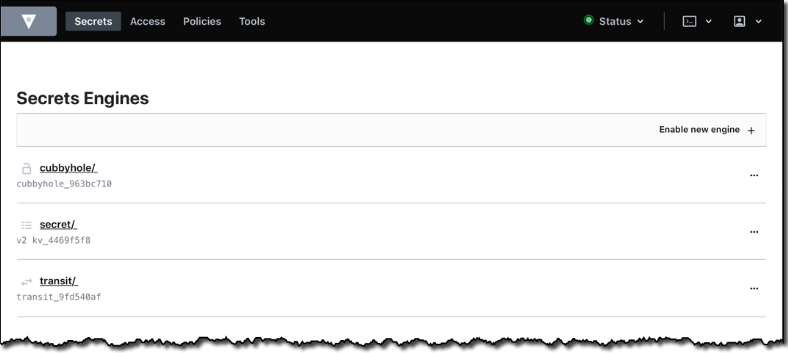 Secrets Access Policies Tools Status
Secrets Engines
Enable new engine +
cubbyhole/
cubbyhole_963bc710
secret/
v2 kv_4469f5f8
transit/
transit_9fd540af